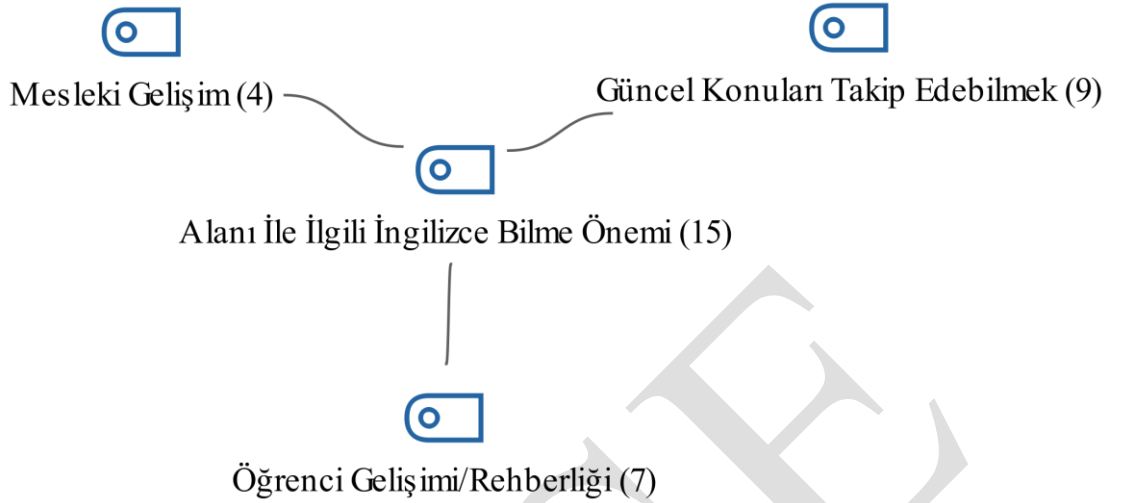 Mesleki Gelişim (4)
Güncel Konuları Takip Edebilmek (9)
Alanı İle İlgili İngilizce Bilme Önemi (15)
Öğrenci Gelişimi/Rehberliği (7)